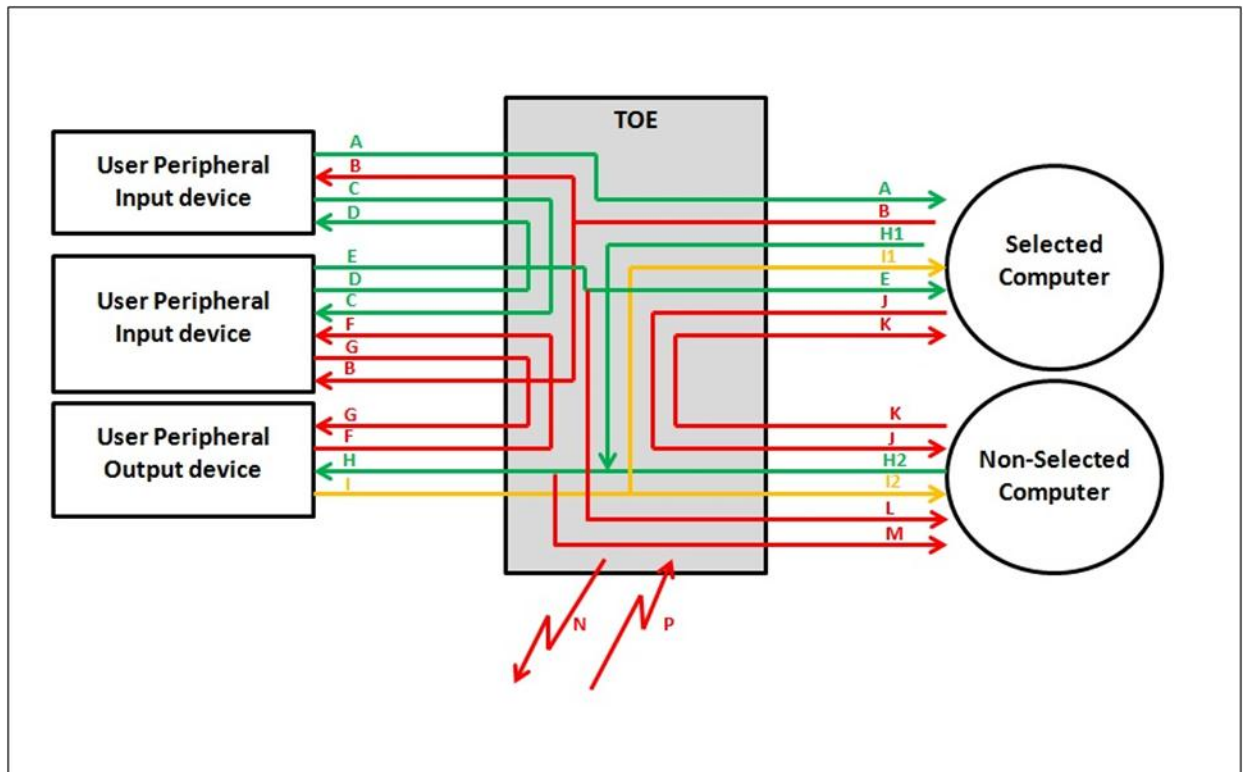 TOE
User Peripheral
Input device
A
B
C
D
User Peripheral
Input device
E
D
C
F
G
B
User Peripheral
Output device
G
F
H
I
A
B
H1
I1
E
J
K
Selected
Computer
K
J
H2
I2
L
M
Non-Selected
Computer
N
P